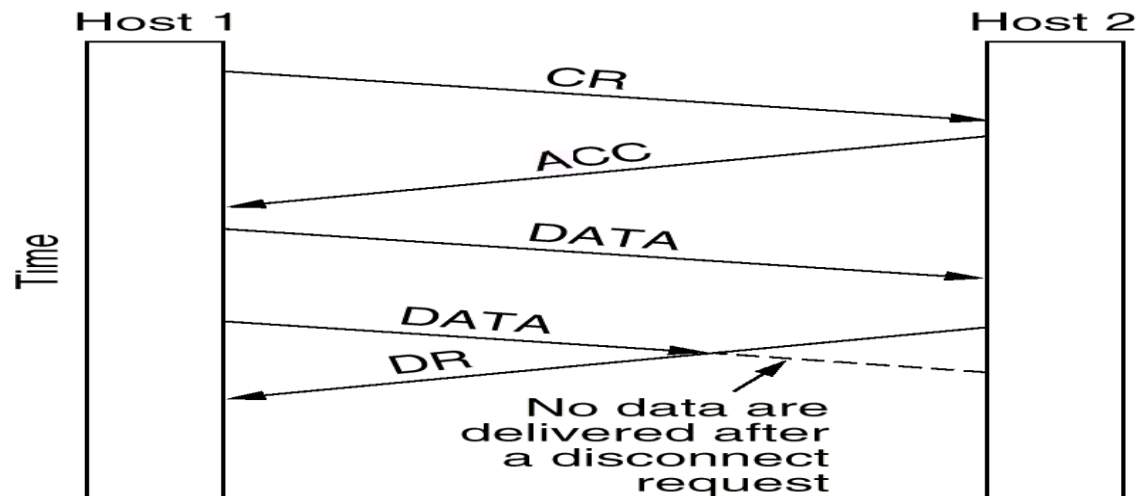 Host 1
Host 2
CR
ACC
DATA
Time
DATA
DR
No data are
delivered after
a disconnect
request